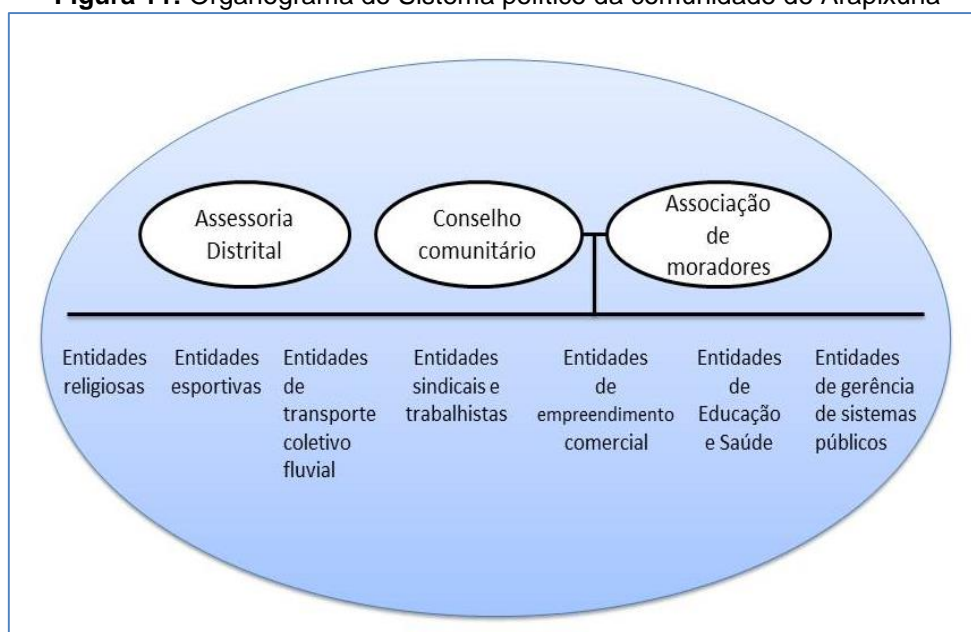 Figura 11: Organograma do Sistema político da comunidade do Arapixuna
Assessoria
Distrital
Conselho
comunitário
Associação
de
moradores
Entidades
religiosas
Entidades
esportivas
Entidades
de
transporte
coletivo
fluvial
Entidades
sindicais e
trabalhistas
Entidades
de
empreendimento
comercial
Entidades
de
Educação
e Saúde
Entidades
de gerência
de sistemas
públicos